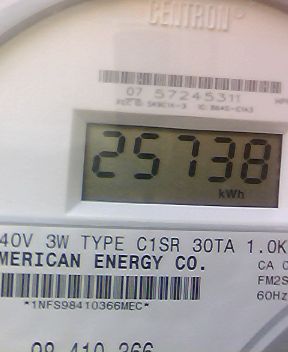 CENTRON®
07 57245311
25738
kWh
40V 3W TYPE C1SR 30TA 1.0K
MERICAN ENERGY CO.
CA 0
FM2S
60Hz
*1NFS98410366MEC*
98 410 366